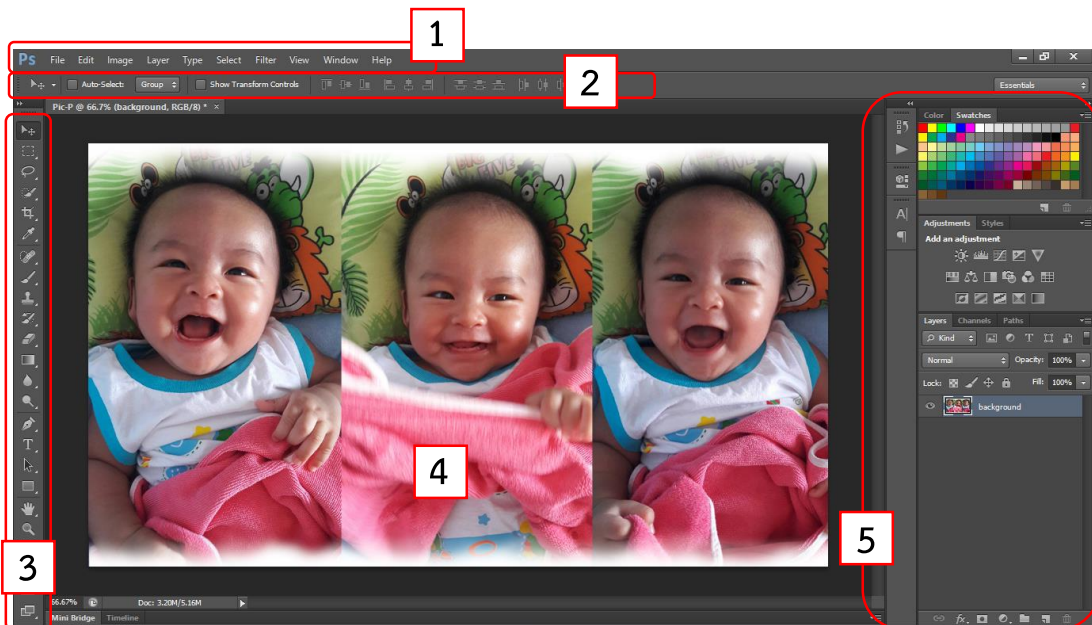 1
Ps File Edit Image Layer Type Select Filter View Window Help
2
Auto-Select: Group Show Transform Controls
Essentials
Pic-P @ 66.7% (background, RGB/8) * ×
Color Swatches
A|
Adjustments Styles
Add an adjustment
Layers Channels Paths
Kind
Normal Opacity: 100%
Lock: Fill: 100%
background
4
5
3
66.67% Doc: 3.20M/5.16M
Mini Bridge Timeline
fx